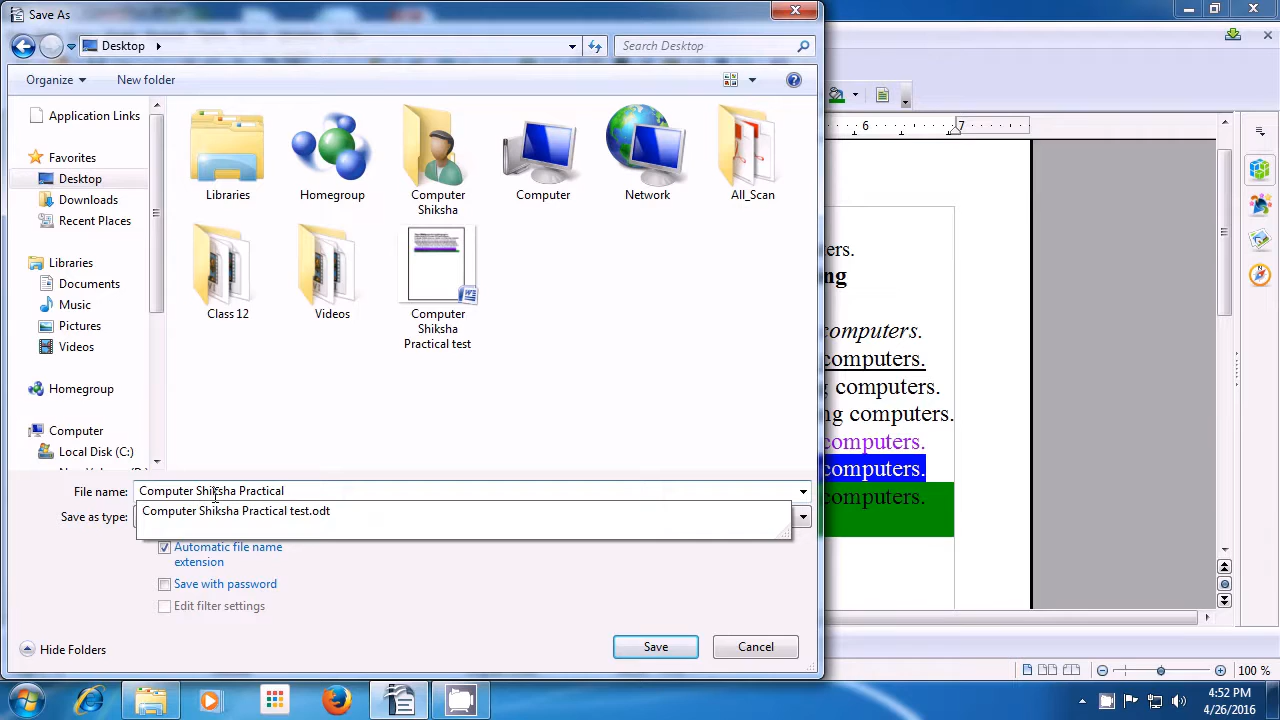 Save As
Desktop
Search Desktop
Organize
New folder
Application Links
Favorites
Desktop
Downloads
Recent Places
Libraries
Documents
Music
Pictures
Videos
Homegroup
Computer
Local Disk (C:)
Libraries
Homegroup
Computer
Shiksha
Computer
Network
All_Scan
Class 12
Videos
Computer
Shiksha
Practical test
File name:
Computer Shiksha Practical
Save as type:
Computer Shiksha Practical test.odt
Automatic file name
extension
Save with password
Edit filter settings
Hide Folders
Save
Cancel
6
7
ers.
ng
computers.
computers.
g computers.
ng computers.
computers.
computers.
computers.
100 %
4:52 PM
4/26/2016